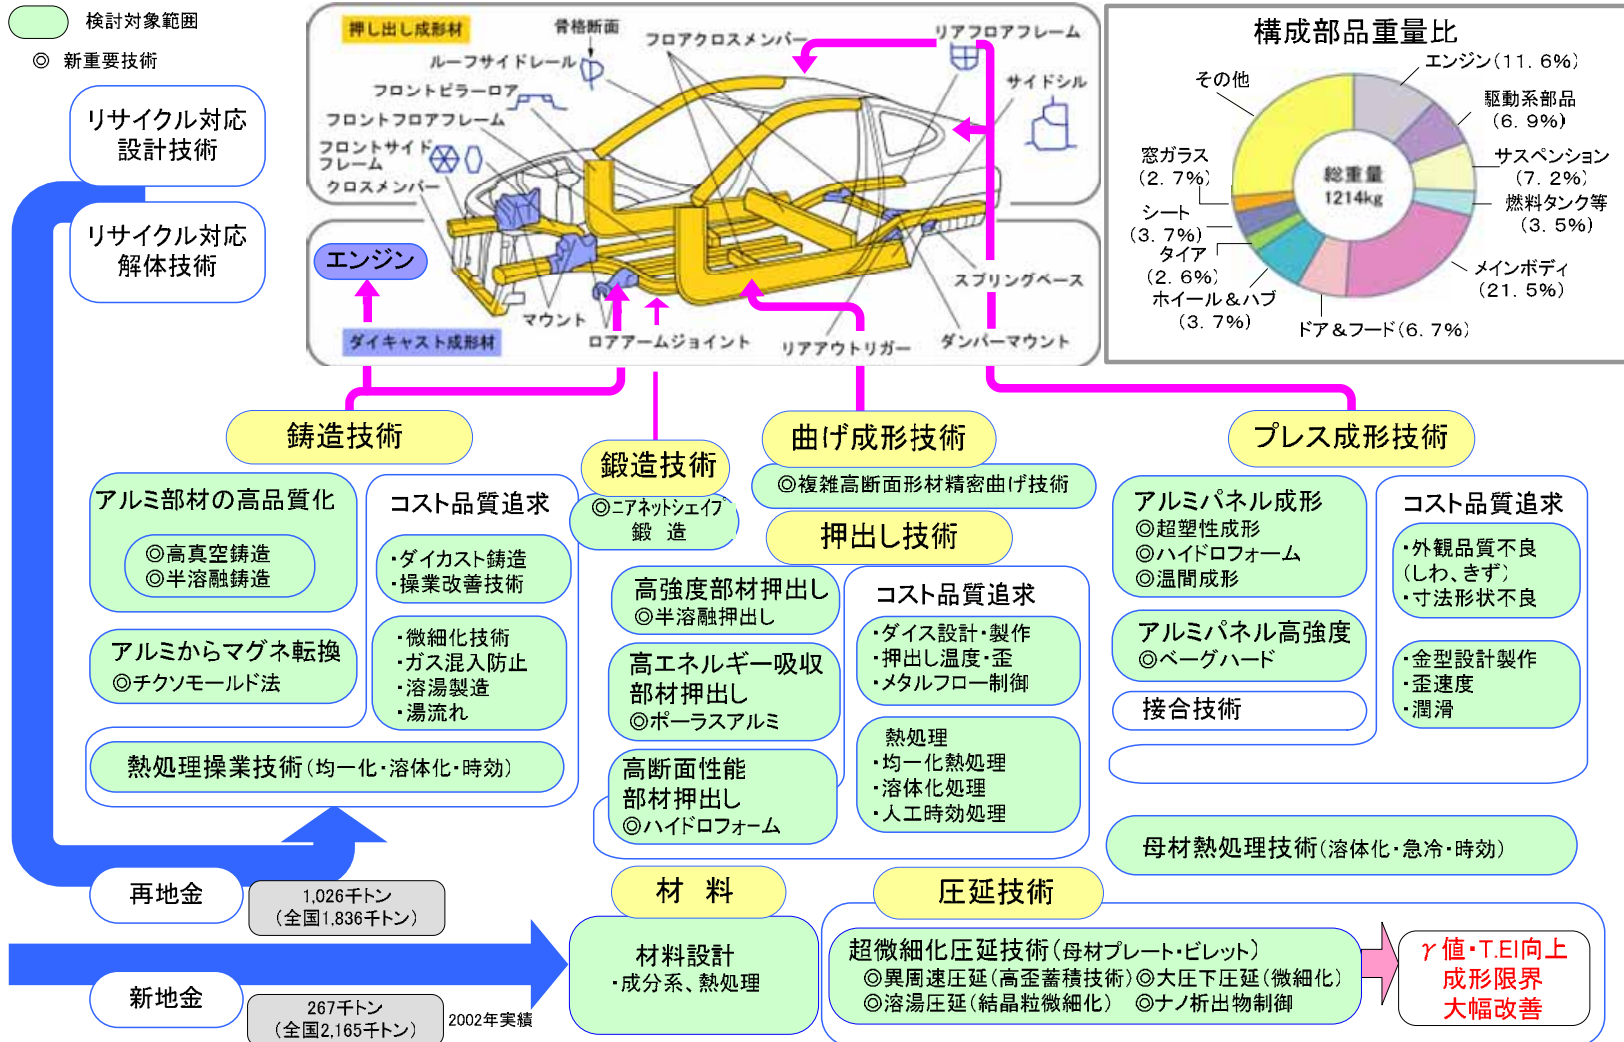 検討対象範囲
◎ 新重要技術
リサイクル対応
設計技術
リサイクル対応
解体技術
押し出し成形材
骨格断面
ルーフサイドレール
フロントピラーロア
フロントフロアフレーム
フロントサイド
フレーム
クロスメンバー
フロアクロスメンバー
リアフロアフレーム
サイドシル
エンジン
ダイキャスト成形材
マウント
ロアアームジョイント
リアアウトリガー
ダンパーマウント
スプリングベース
構成部品重量比
その他
エンジン(11. 6%)
駆動系部品
(6. 9%)
サスペンション
(7. 2%)
燃料タンク等
(3. 5%)
メインボディ
(21. 5%)
ドア&フード(6. 7%)
ホイール&ハブ
(3. 7%)
タイア
(2. 6%)
シート
(3. 7%)
窓ガラス
(2. 7%)
総重量
1214kg
鋳造技術
アルミ部材の高品質化
◎高真空鋳造
◎半溶融鋳造
アルミからマグネ転換
◎チクソモールド法
コスト品質追求
・ダイカスト鋳造
・操業改善技術
・微細化技術
・ガス混入防止
・溶湯製造
・湯流れ
熱処理操業技術(均一化・溶体化・時効)
鍛造技術
◎ニアネットシェイプ
鍛 造
曲げ成形技術
◎複雑高断面形材精密曲げ技術
押出し技術
高強度部材押出し
◎半溶融押出し
高エネルギー吸収
部材押出し
◎ポーラスアルミ
高断面性能
部材押出し
◎ハイドロフォーム
コスト品質追求
・ダイス設計・製作
・押出し温度・歪
・メタルフロー制御
熱処理
・均一化熱処理
・溶体化処理
・人工時効処理
プレス成形技術
アルミパネル成形
◎超塑性成形
◎ハイドロフォーム
◎温間成形
アルミパネル高強度
◎ベークハード
接合技術
コスト品質追求
・外観品質不良
(しわ、きず)
・寸法形状不良
・金型設計製作
・歪速度
・潤滑
母材熱処理技術(溶体化・急冷・時効)
再地金
1,026千トン
(全国1,836千トン)
新地金
267千トン
(全国2,165千トン)
2002年実績
材 料
材料設計
・成分系、熱処理
圧延技術
超微細化圧延技術(母材プレート・ビレット)
◎異周速圧延(高歪蓄積技術)◎大圧下圧延(微細化)
◎溶湯圧延(結晶粒微細化) ◎ナノ析出物制御
γ値・T.El向上
成形限界
大幅改善